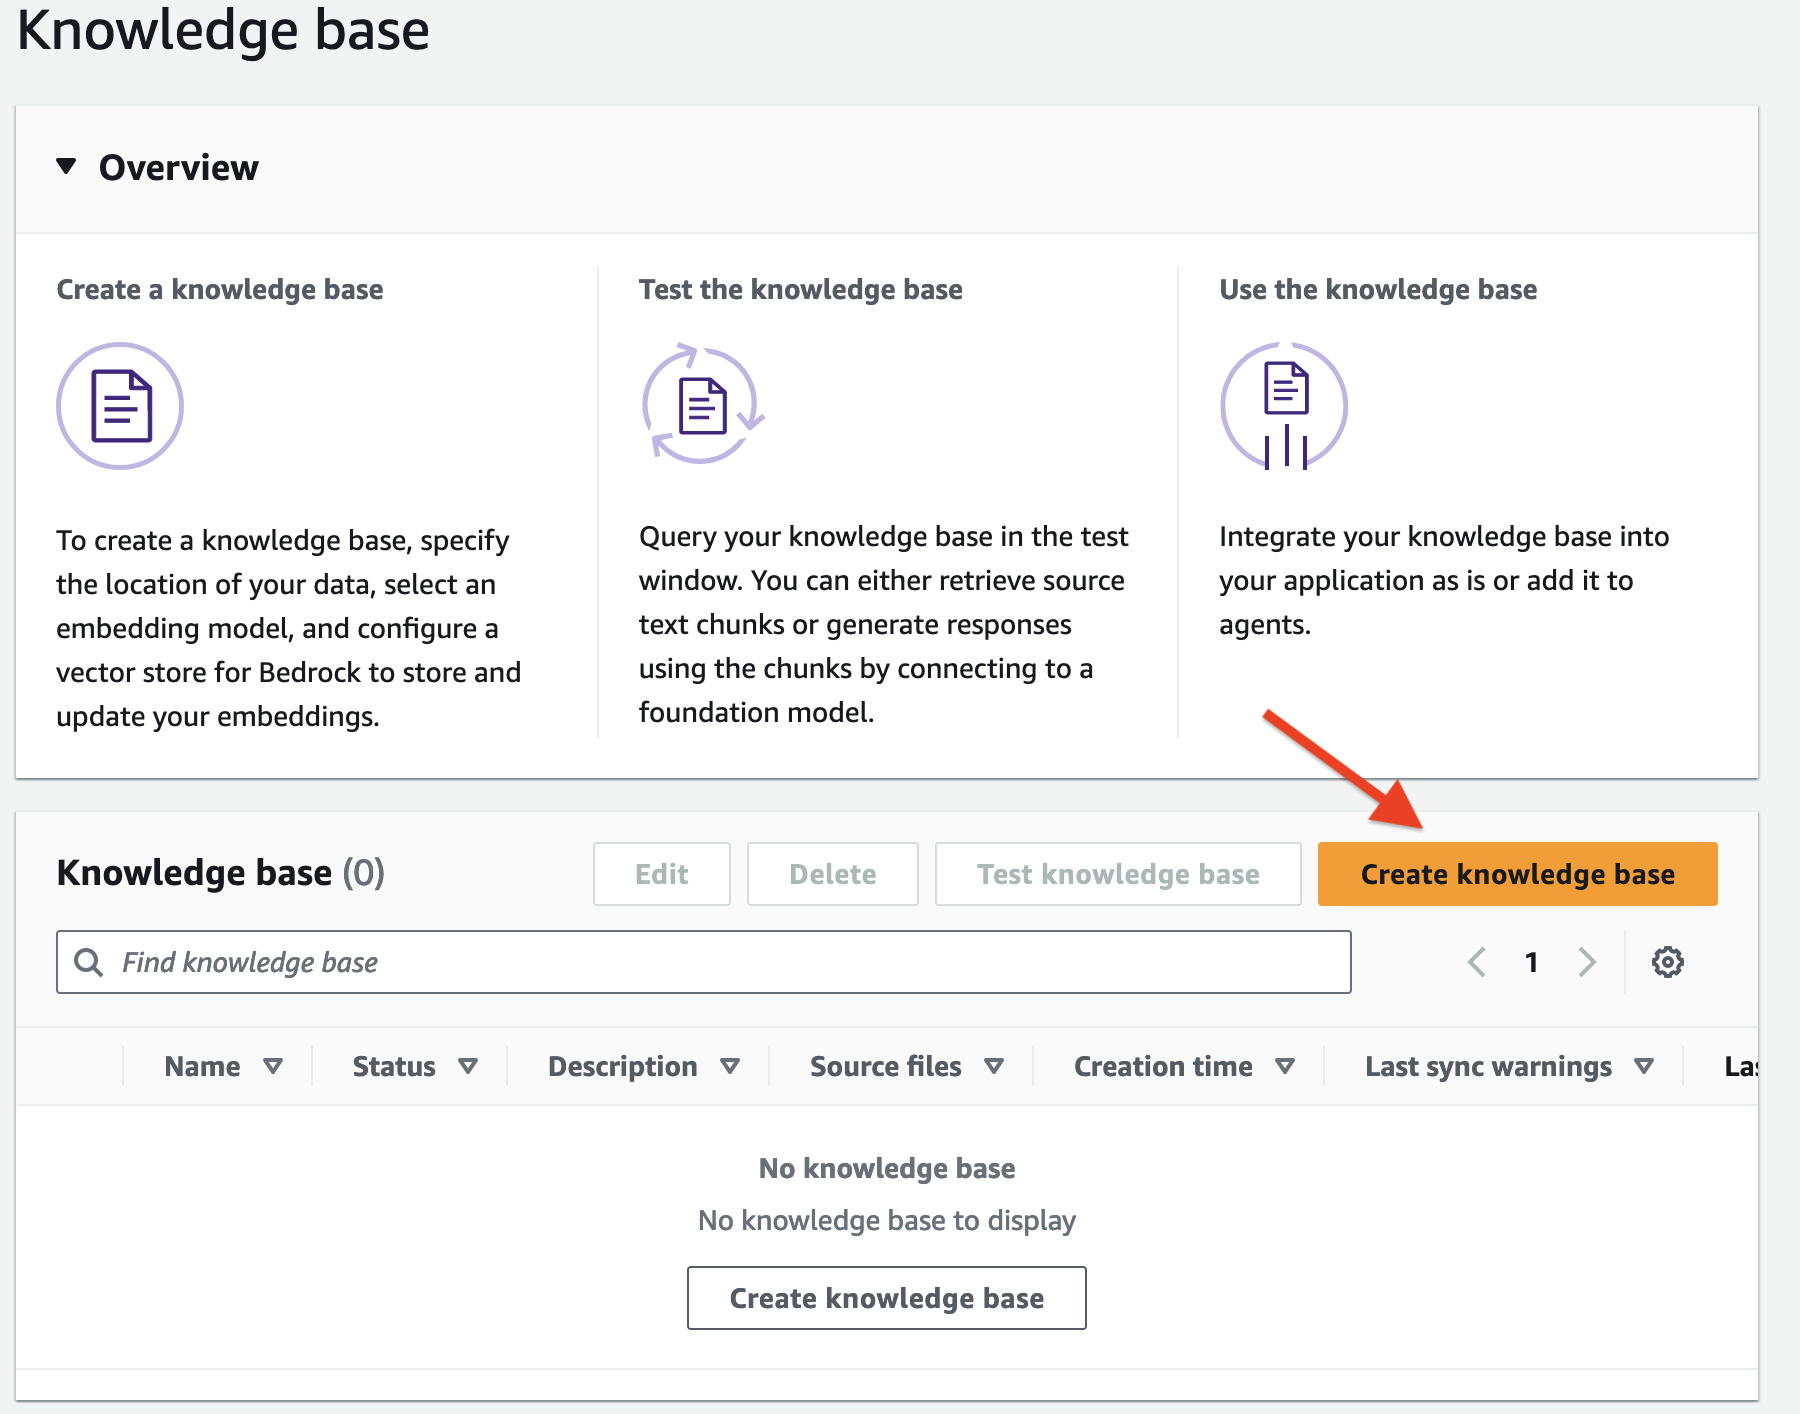 Knowledge base
Overview
Create a knowledge base
To create a knowledge base, specify
the location of your data, select an
embedding model, and configure a
vector store for Bedrock to store and
update your embeddings.
Test the knowledge base
Query your knowledge base in the test
window. You can either retrieve source
text chunks or generate responses
using the chunks by connecting to a
foundation model.
Use the knowledge base
Integrate your knowledge base into
your application as is or add it to
agents.
Knowledge base (0)
Edit
Delete
Test knowledge base
Create knowledge base
Find knowledge base
1
Name
Status
Description
Source files
Creation time
Last sync warnings
No knowledge base
No knowledge base to display
Create knowledge base